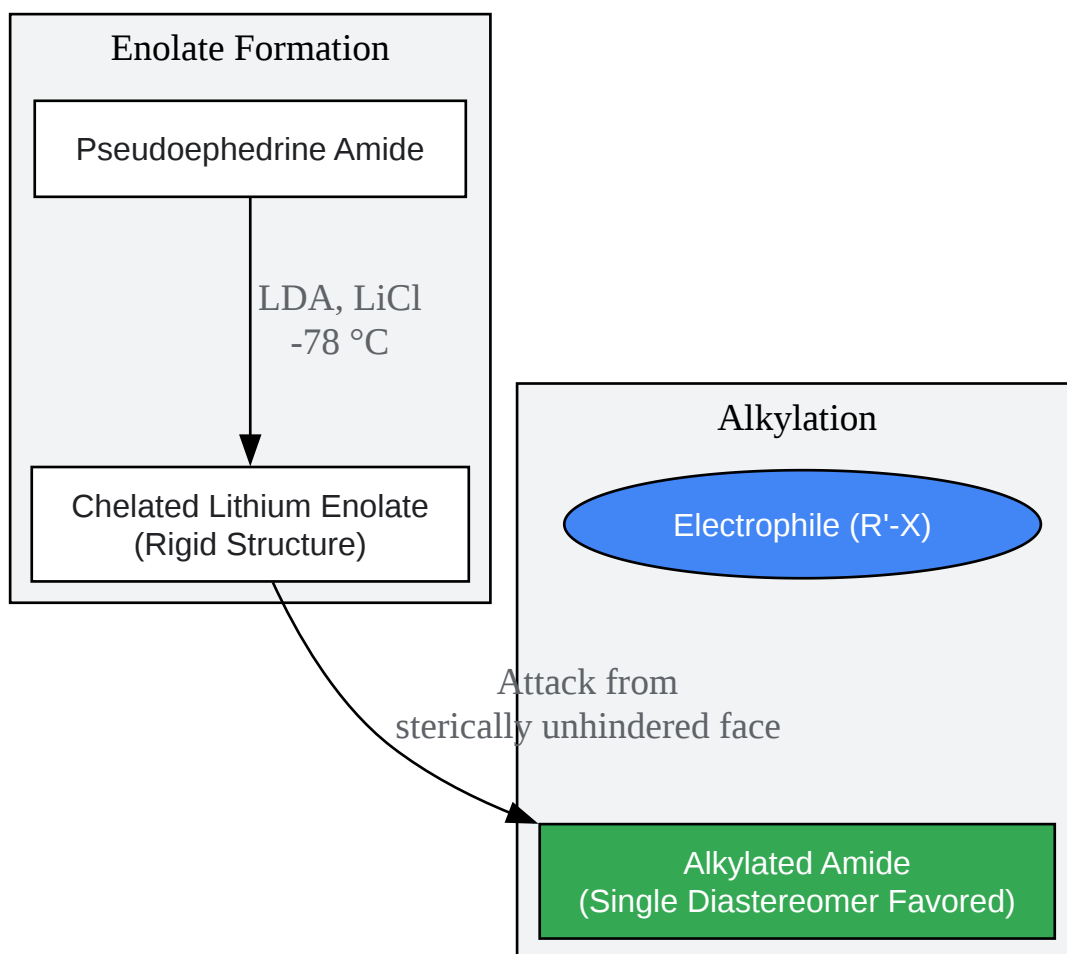 Enolate Formation
Pseudoephedrine Amide
LDA, LiCl
-78 °C
Chelated Lithium Enolate
(Rigid Structure)
Alkylation
Electrophile (R'-X)
Attack from
sterically unhindered face
Alkylated Amide
(Single Diastereomer Favored)